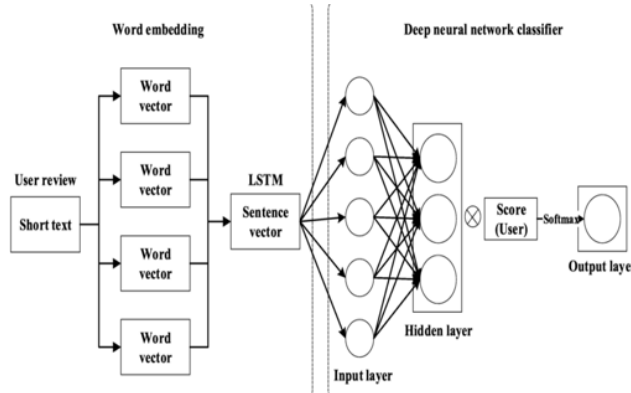 Word embedding
Deep neural network classifier
Word
vector
Word
vector
User review
Short text
Word
vector
Word
vector
LSTM
Sentence
vector
Input layer
Hidden layer
Score
(User)
Softmax
Output laye